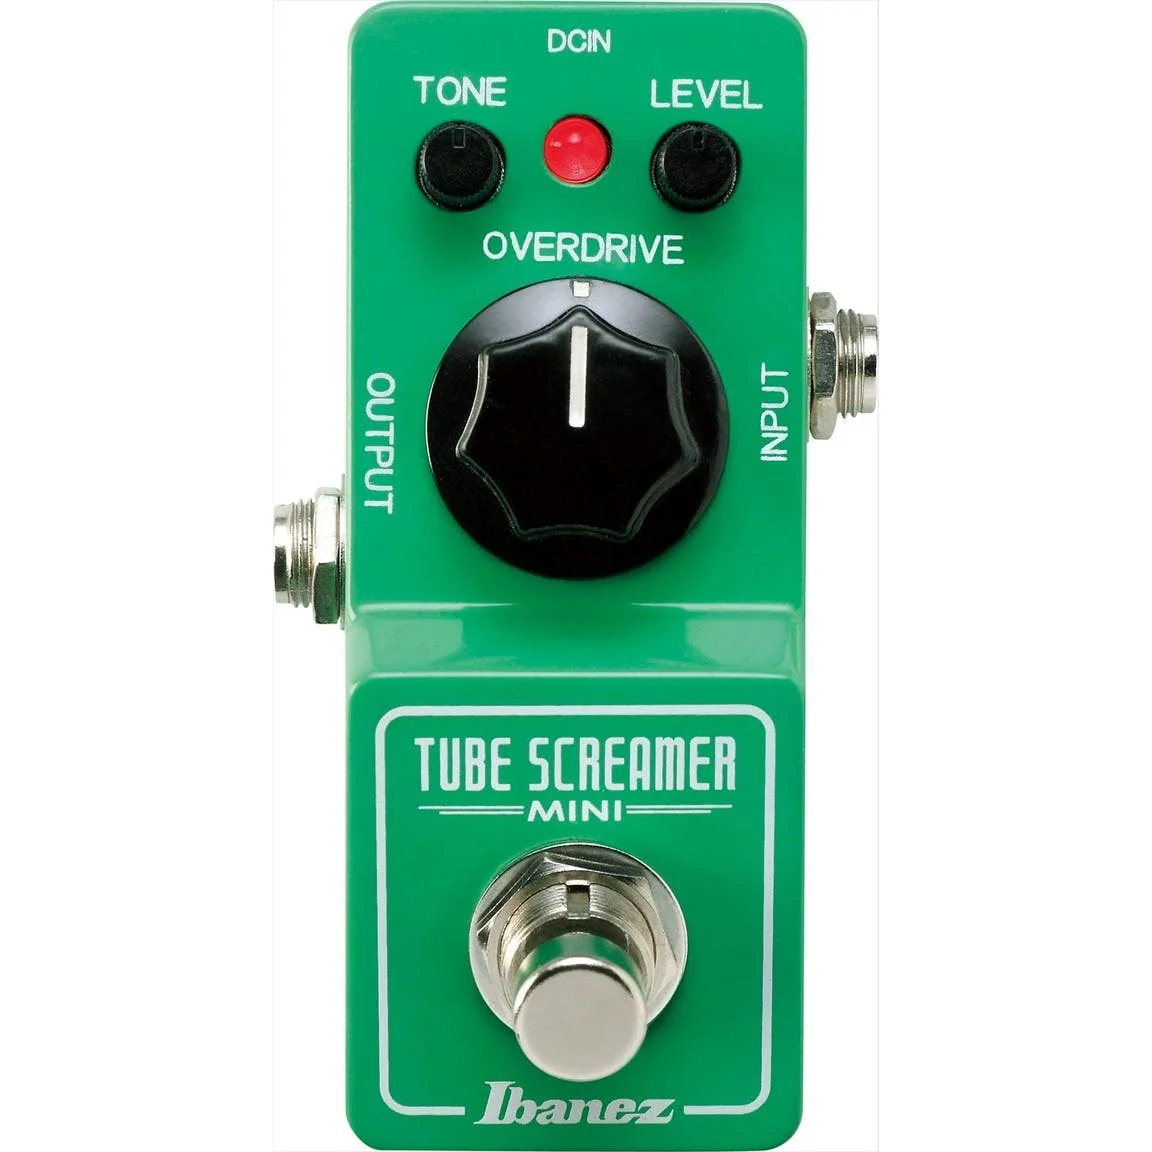 DCIN
TONE
LEVEL
OVERDRIVE
OUTPUT
INPUT
TUBE SCREAMER
MINI
Ibanez